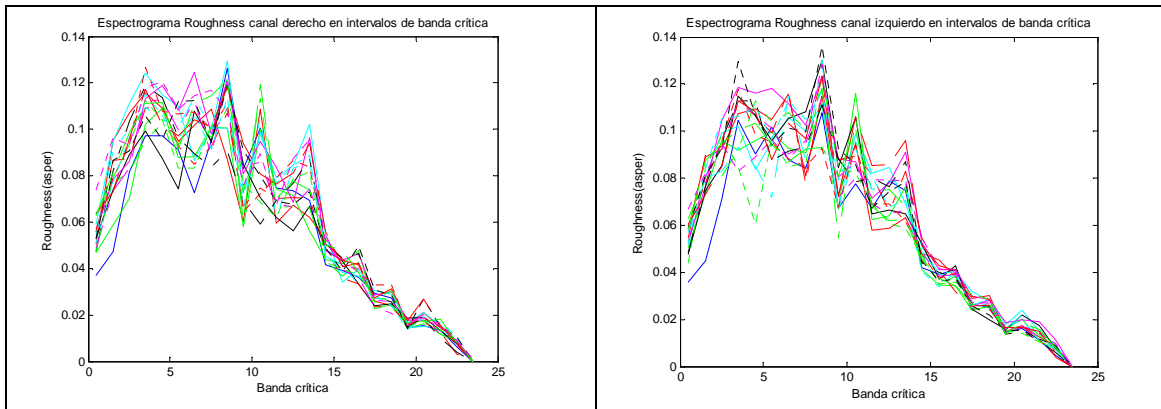 Espectrograma Roughness canal derecho en intervalos de banda crítica
0.14
0.12
0.1
0.08
0.06
0.04
0.02
0
Roughness(asper)
0 5 10 15 20 25
Banda crítica
Espectrograma Roughness canal izquierdo en intervalos de banda crítica
0.14
0.12
0.1
0.08
0.06
0.04
0.02
0
Roughness(asper)
0 5 10 15 20 25
Banda crítica